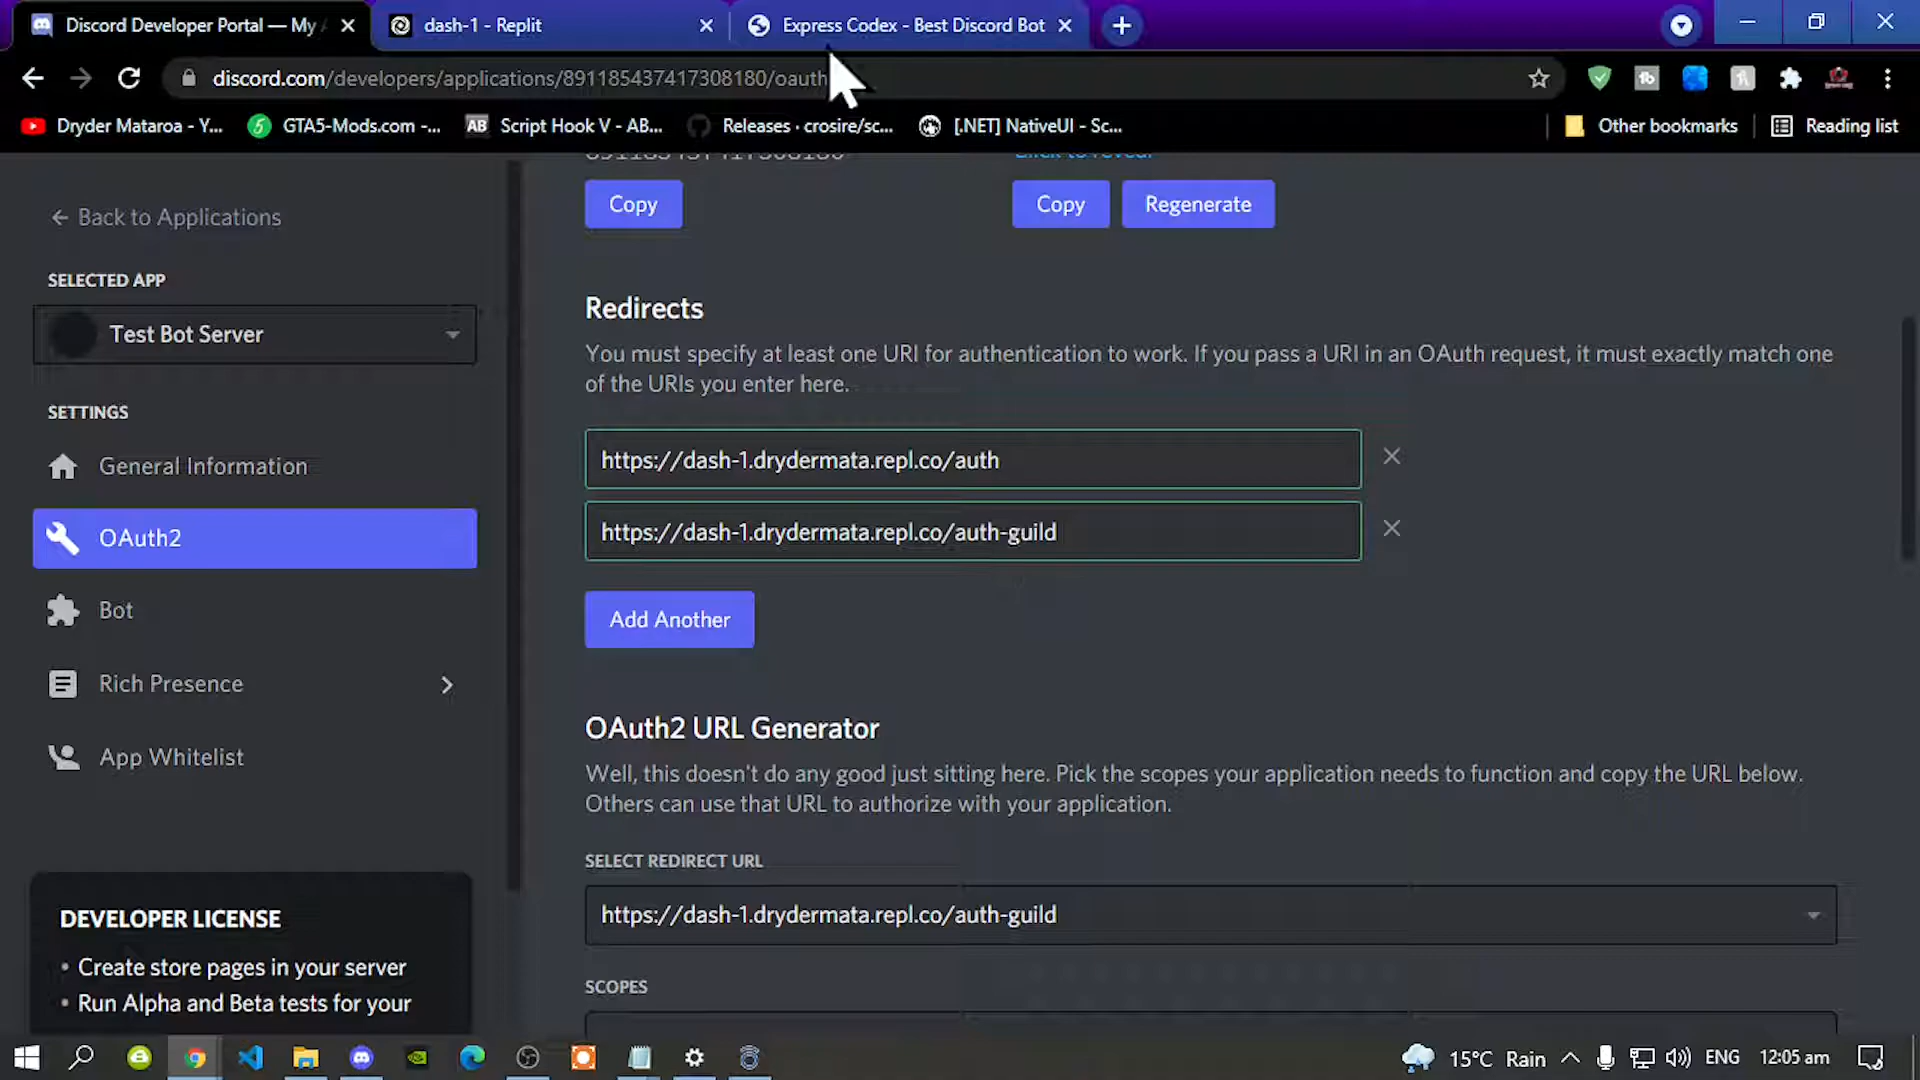 Discord Developer Portal — My A
dash-1 - Replit
Express Codex - Best Discord Bot
discord.com/developers/applications/891185437417308180/oauth
Dryder Mataroa - Y...
GTA5-Mods.com -...
AB Script Hook V - AB...
Releases · crosire/sc...
[.NET] NativeUI - Sc...
Other bookmarks
Reading list
891185437417308180
Click to reveal
Copy
Copy
Regenerate
← Back to Applications
SELECTED APP
Test Bot Server
SETTINGS
General Information
OAuth2
Bot
Rich Presence
App Whitelist
DEVELOPER LICENSE
• Create store pages in your server
• Run Alpha and Beta tests for your
Redirects
You must specify at least one URI for authentication to work. If you pass a URI in an OAuth request, it must exactly match one
of the URIs you enter here.
https://dash-1.drydermata.repl.co/auth
https://dash-1.drydermata.repl.co/auth-guild
Add Another
OAuth2 URL Generator
Well, this doesn't do any good just sitting here. Pick the scopes your application needs to function and copy the URL below.
Others can use that URL to authorize with your application.
SELECT REDIRECT URL
https://dash-1.drydermata.repl.co/auth-guild
SCOPES
15°C Rain
ENG
12:05 am